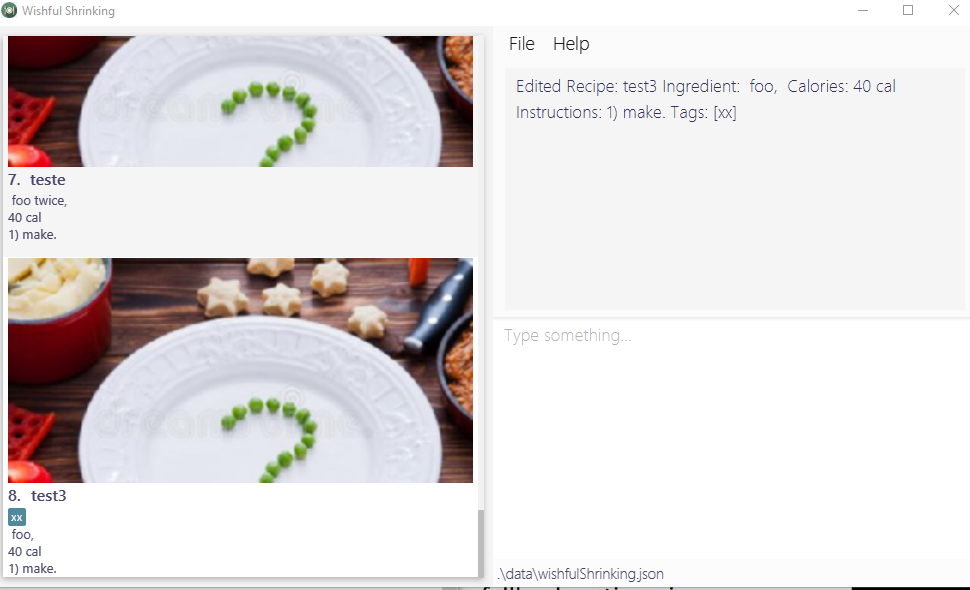 Wishful Shrinking
7. teste
foo twice,
40 cal
1) make.
8. test3
xx
foo,
40 cal
1) make.
File Help
Edited Recipe: test3 Ingredient:  foo,  Calories: 40 cal
Instructions: 1) make. Tags: [xx]
Type something...
.\data\wishfulShrinking.json